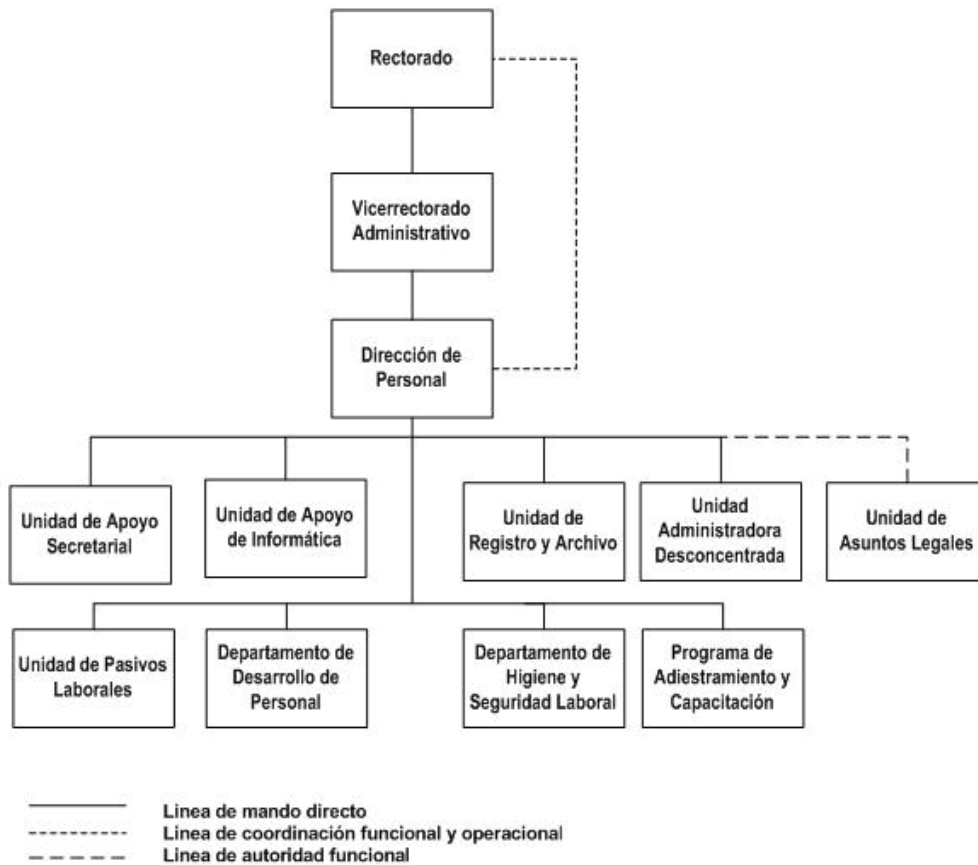 Rectorado
Vicerrectorado
Administrativo
Dirección de
Personal
Unidad de Apoyo
Secretarial
Unidad de Apoyo
de Informática
Unidad de
Registro y Archivo
Unidad
Administradora
Desconcentrada
Unidad de
Asuntos Legales
Unidad de Pasivos
Laborales
Departamento de
Desarrollo de
Personal
Departamento de
Higiene y
Seguridad Laboral
Programa de
Adiestramiento y
Capacitación
Linea de mando directo
Linea de coordinación funcional y operacional
Linea de autoridad funcional